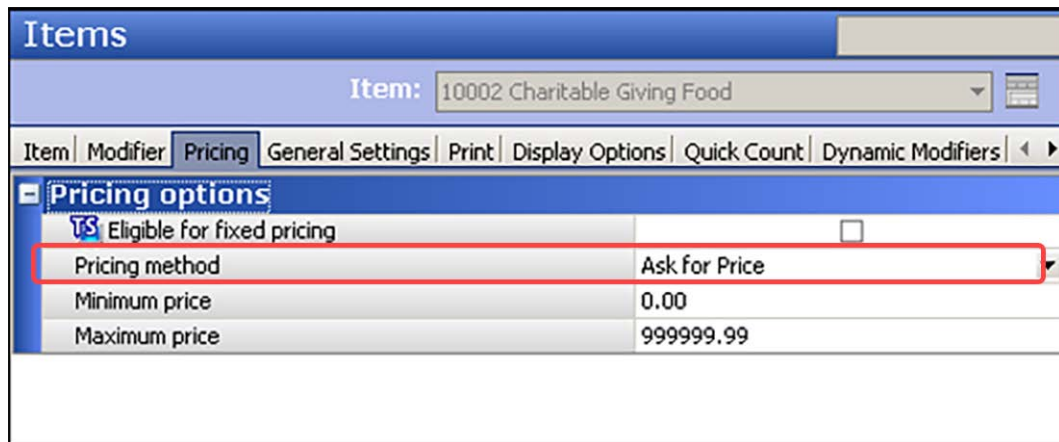 Items
Item: 10002 Charitable Giving Food
Item Modifier Pricing General Settings Print Display Options Quick Count Dynamic Modifiers
Pricing options
TS Eligible for fixed pricing
Pricing method Ask for Price
Minimum price 0.00
Maximum price 999999.99